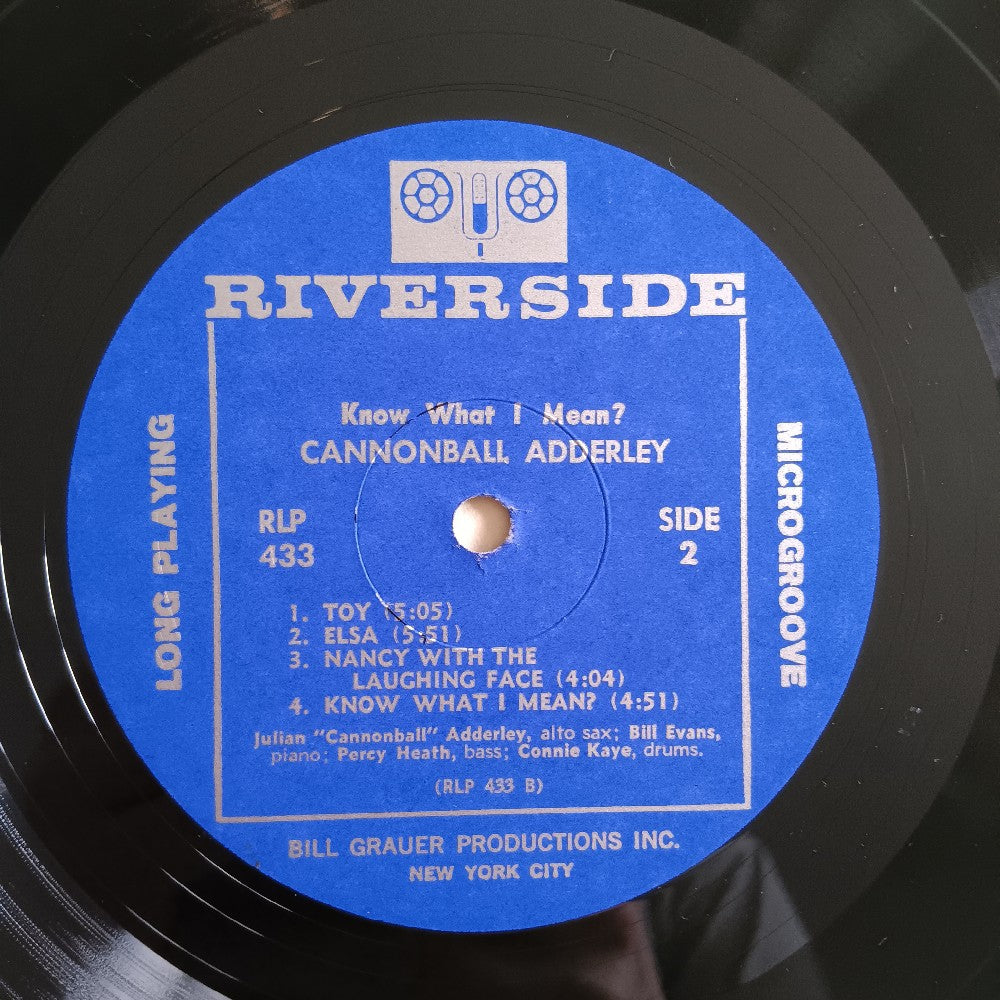 RIVERSIDE
Know What I Mean?
CANNONBALL ADDERLEY
LONG PLAYING
RLP
433
SIDE
2
MICROGROOVE
1. TOY (5:05)
2. ELSA (5:51)
3. NANCY WITH THE
LAUGHING FACE (4:04)
4. KNOW WHAT I MEAN? (4:51)
Julian "Cannonball" Adderley, alto sax; Bill Evans,
piano; Percy Heath, bass; Connie Kaye, drums.
(RLP 433 B)
BILL GRAUER PRODUCTIONS INC.
NEW YORK CITY